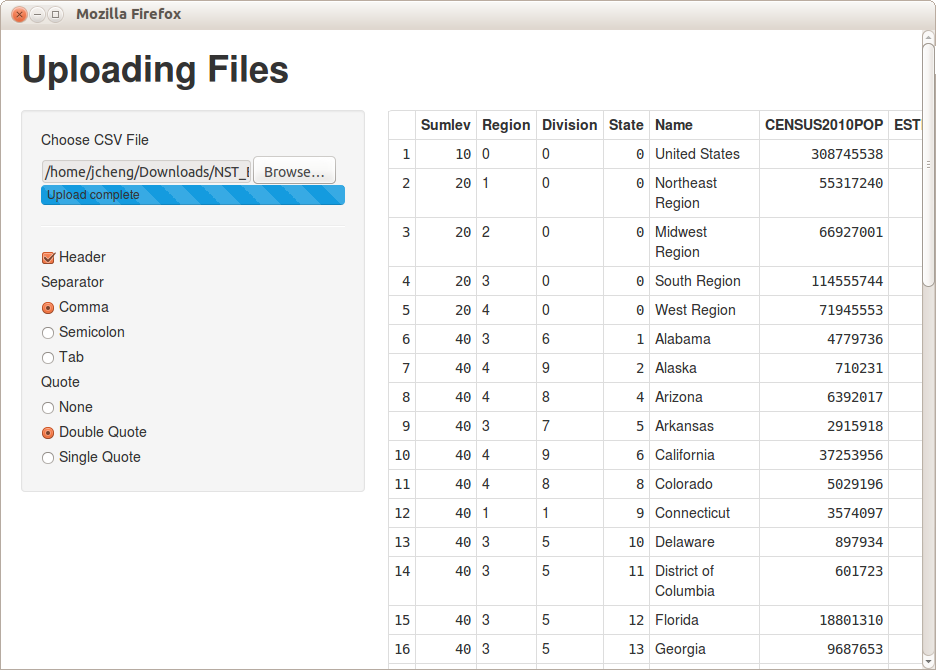 Mozilla Firefox
Uploading Files
Choose CSV File
/home/jcheng/Downloads/NST_E Browse...
Upload complete
Header
Separator
Comma
Semicolon
Tab
Quote
None
Double Quote
Single Quote
Sumlev Region Division State Name CENSUS2010POP EST
1 10 0 0 0 United States 308745538
2 20 1 0 0 Northeast 55317240
Region
3 20 2 0 0 Midwest 66927001
Region
4 20 3 0 0 South Region 114555744
5 20 4 0 0 West Region 71945553
6 40 3 6 1 Alabama 4779736
7 40 4 9 2 Alaska 710231
8 40 4 8 4 Arizona 6392017
9 40 3 7 5 Arkansas 2915918
10 40 4 9 6 California 37253956
11 40 4 8 8 Colorado 5029196
12 40 1 1 9 Connecticut 3574097
13 40 3 5 10 Delaware 897934
14 40 3 5 11 District of 601723
Columbia
15 40 3 5 12 Florida 18801310
16 40 3 5 13 Georgia 9687653